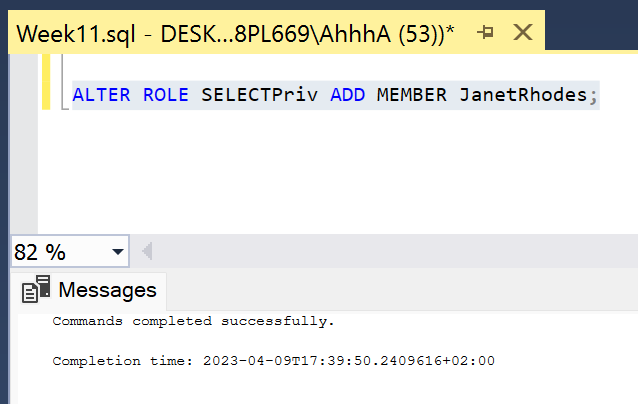 Week11.sql - DESK...8PL669\AhhhA (53))*
ALTER ROLE SELECTPriv ADD MEMBER JanetRhodes;
82 %
Messages
Commands completed successfully.
Completion time: 2023-04-09T17:39:50.2409616+02:00